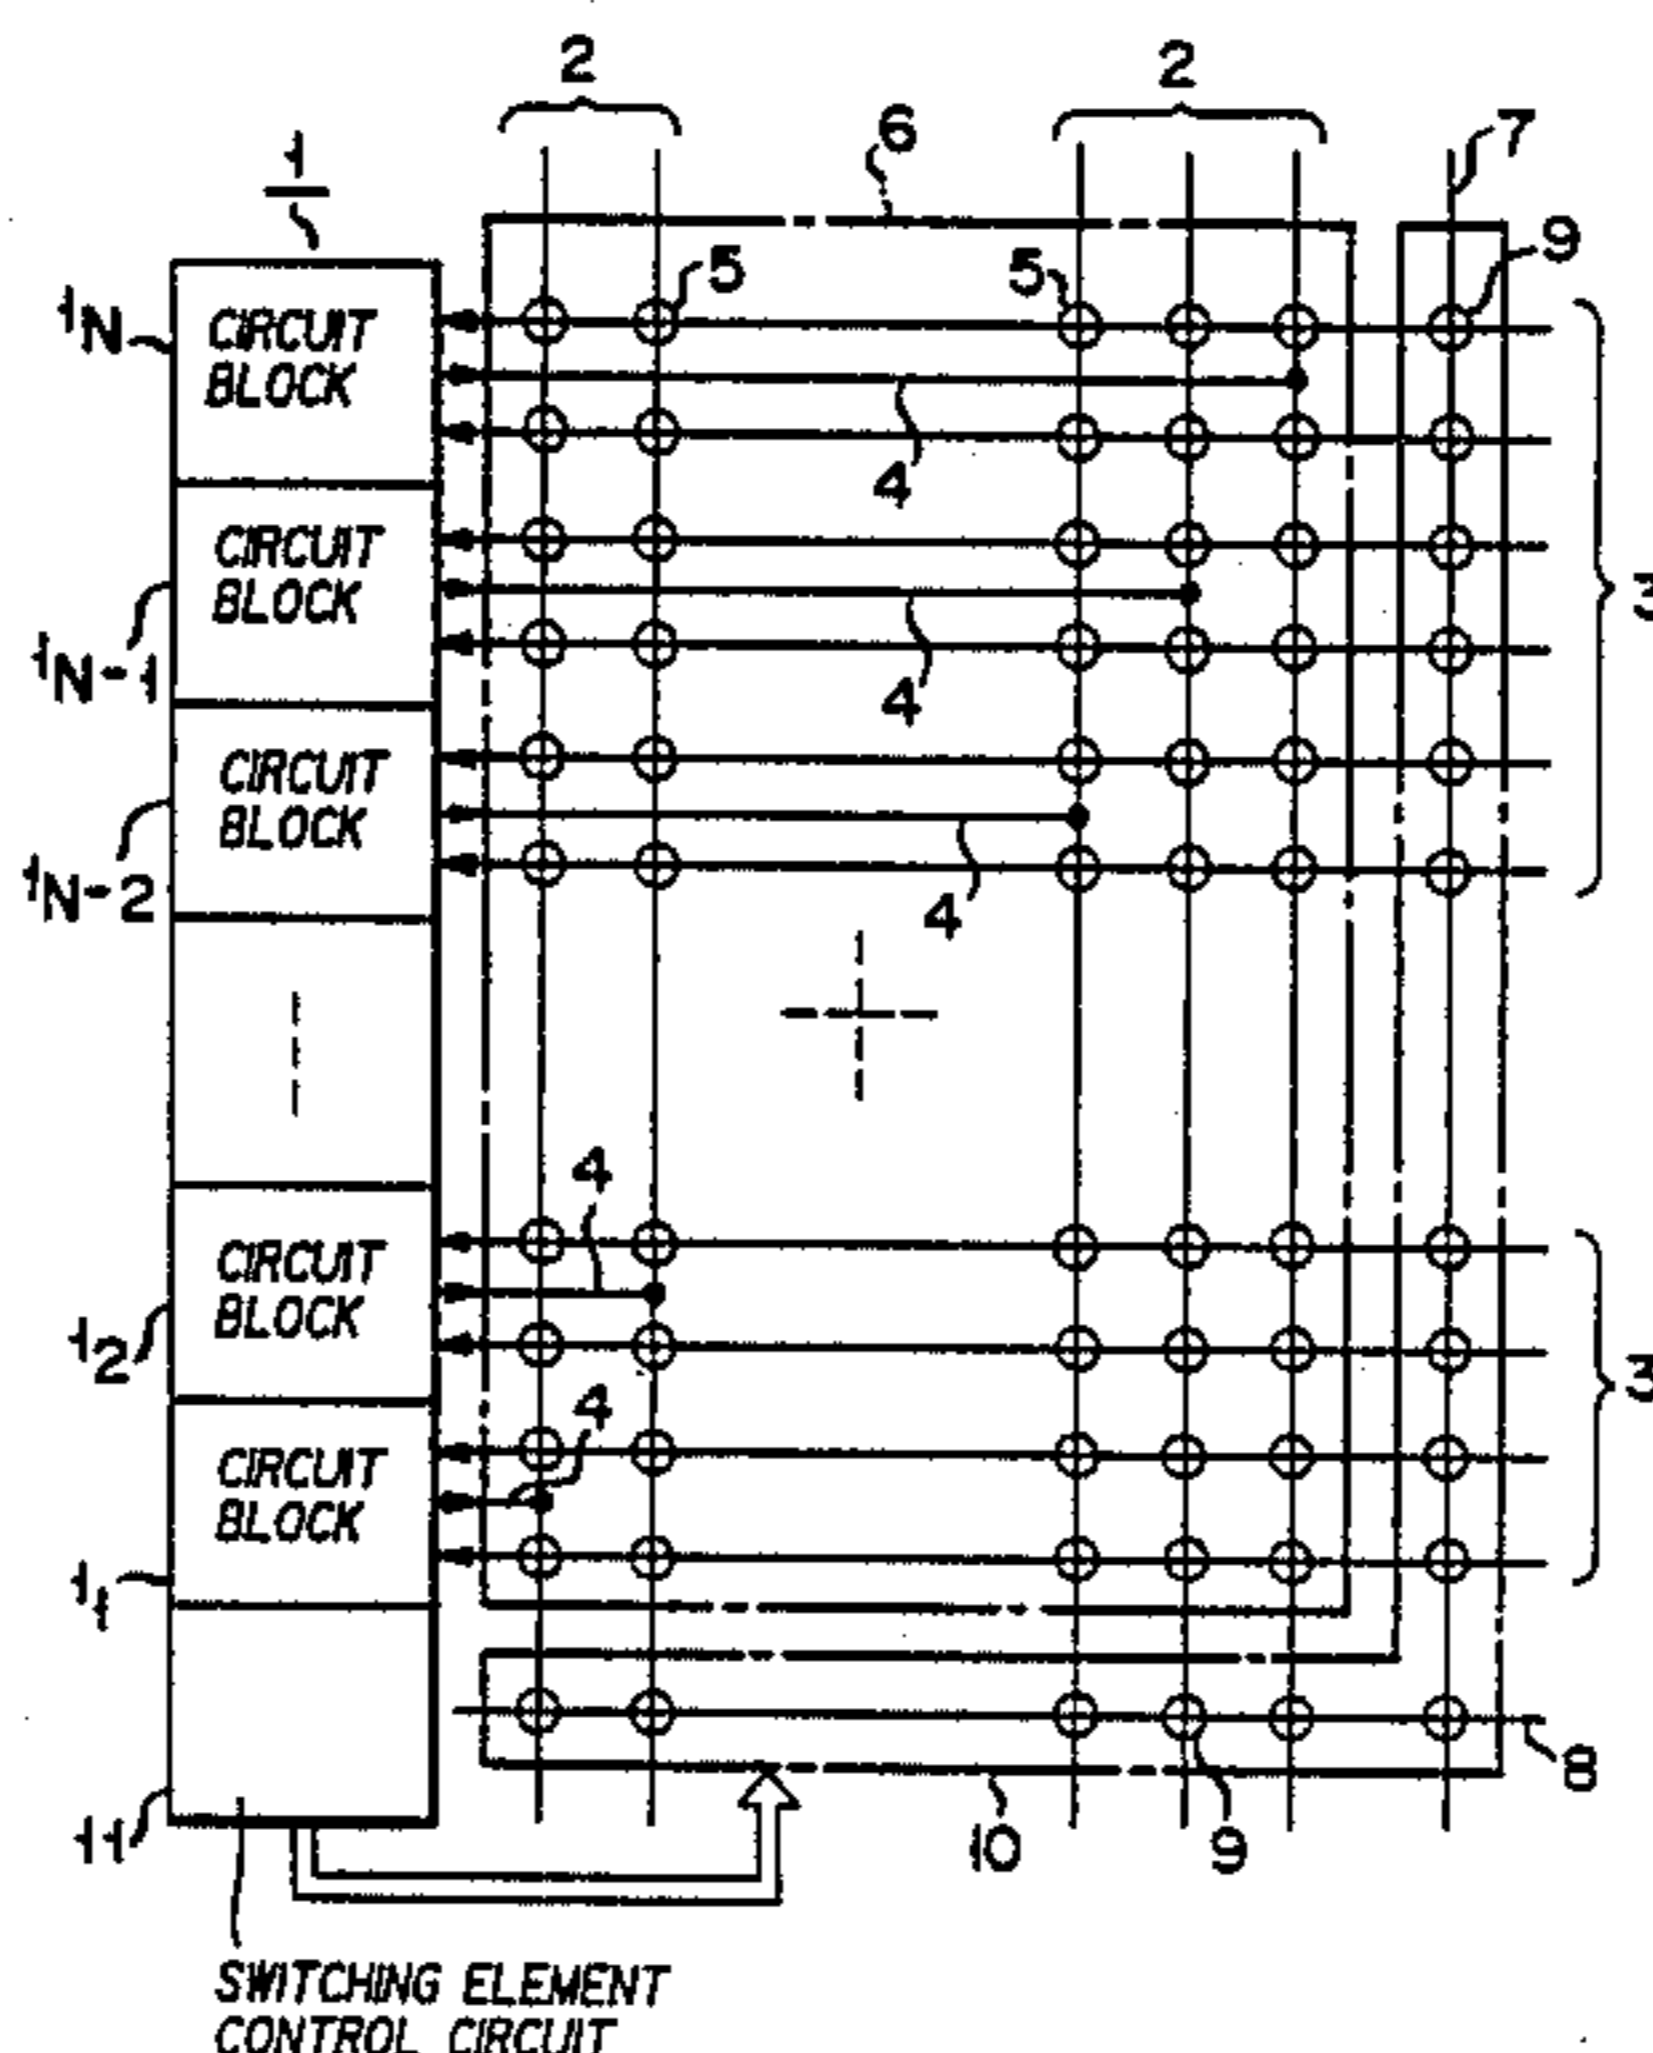 2
2
6
7
1
5
5
9
1N
CIRCUIT
BLOCK
4
1N-1
CIRCUIT
BLOCK
3
4
1N-2
CIRCUIT
BLOCK
4
4
12
CIRCUIT
BLOCK
3
4
11
CIRCUIT
BLOCK
8
11
10
9
SWITCHING ELEMENT
CONTROL CIRCUIT